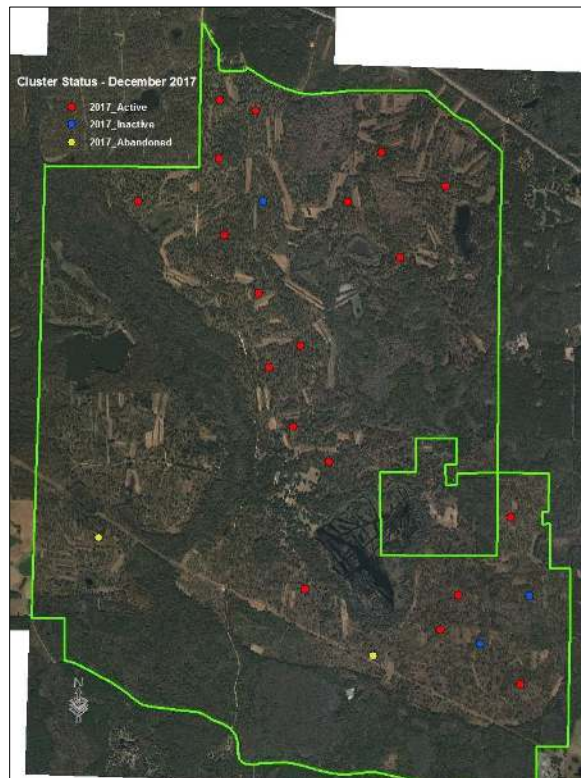 Cluster Status - December 2017
2017_Active
2017_Inactive
2017_Abandoned
N